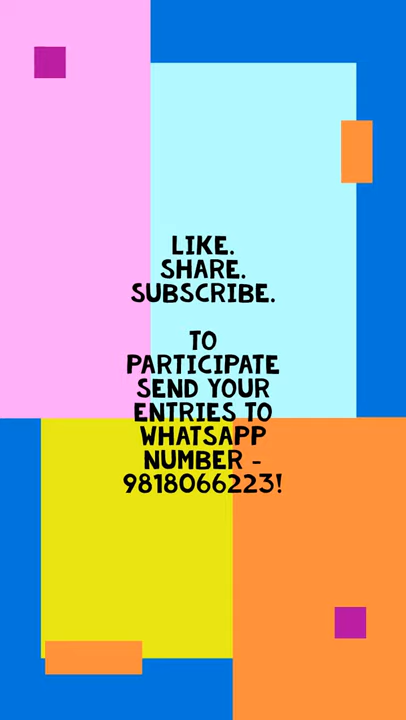 LIKE.
SHARE.
SUBSCRIBE.
TO
PARTICIPATE
SEND YOUR
ENTRIES TO
WHATSAPP
NUMBER -
9818066223!